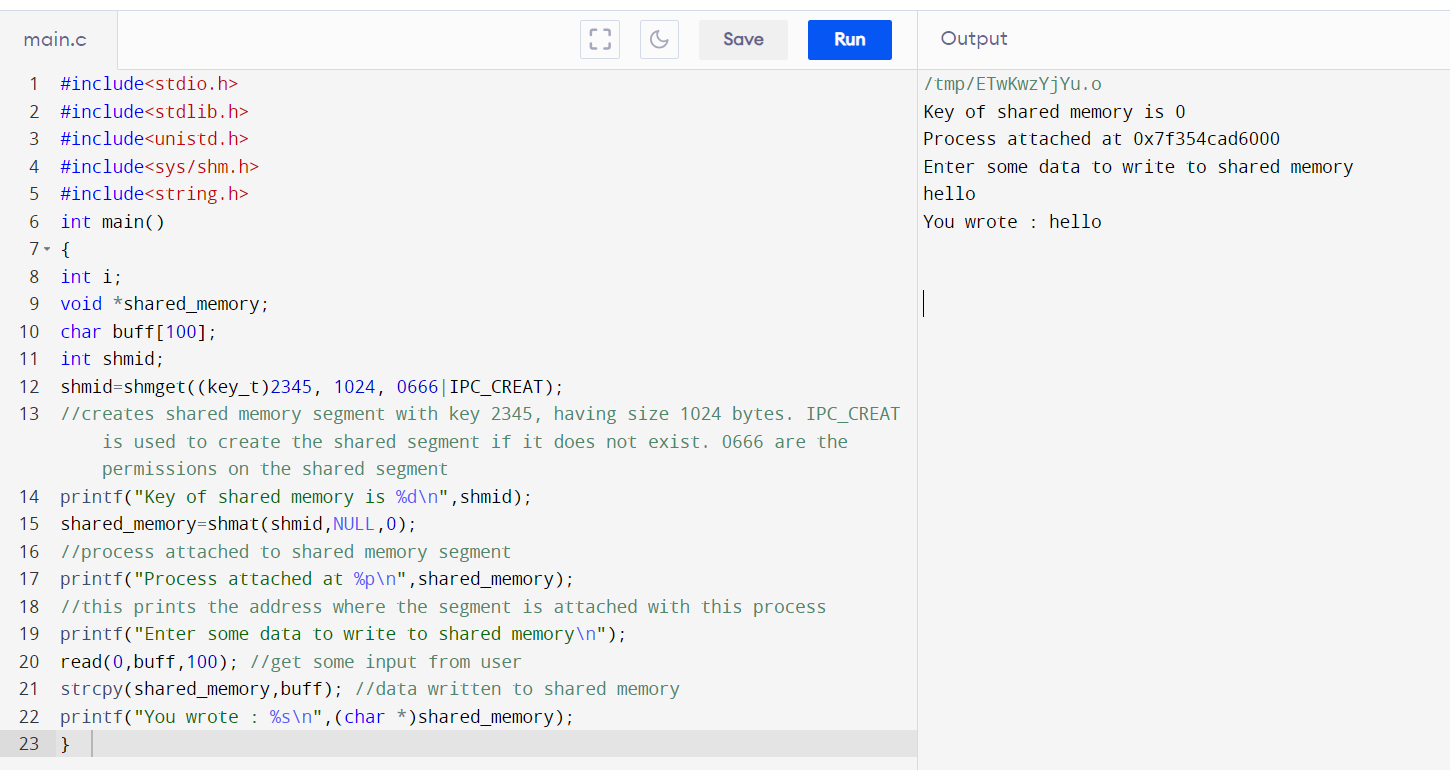 main.c
Save
Run
Output
1 #include<stdio.h>
2 #include<stdlib.h>
3 #include<unistd.h>
4 #include<sys/shm.h>
5 #include<string.h>
6 int main()
7 {
8 int i;
9 void *shared_memory;
10 char buff[100];
11 int shmid;
12 shmid=shmget((key_t)2345, 1024, 0666|IPC_CREAT);
13 //creates shared memory segment with key 2345, having size 1024 bytes. IPC_CREAT
is used to create the shared segment if it does not exist. 0666 are the
permissions on the shared segment
14 printf("Key of shared memory is %d\n",shmid);
15 shared_memory=shmat(shmid,NULL,0);
16 //process attached to shared memory segment
17 printf("Process attached at %p\n",shared_memory);
18 //this prints the address where the segment is attached with this process
19 printf("Enter some data to write to shared memory\n");
20 read(0,buff,100); //get some input from user
21 strcpy(shared_memory,buff); //data written to shared memory
22 printf("You wrote : %s\n",(char *)shared_memory);
23 }
/tmp/ETwKwzYjYu.o
Key of shared memory is 0
Process attached at 0x7f354cad6000
Enter some data to write to shared memory
hello
You wrote : hello